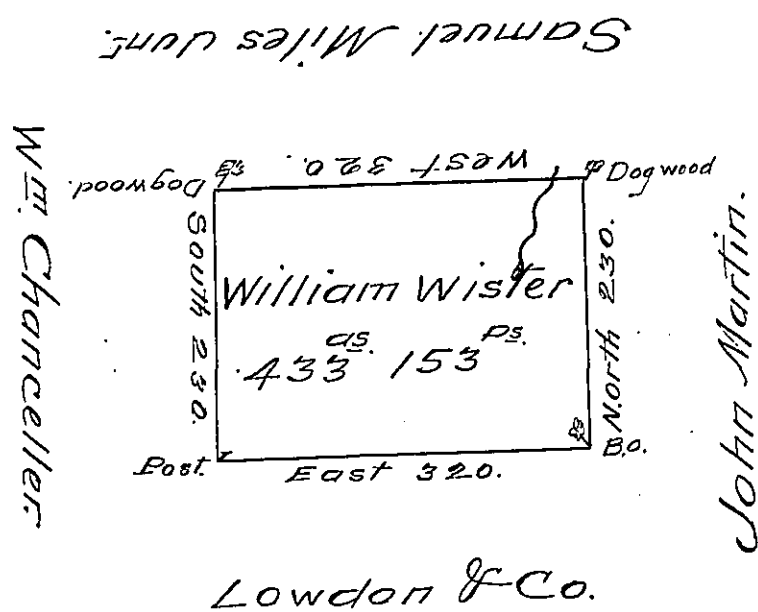 Samuel Miles Junr.
West 320.
Dogwood.
Dogwood
Wm. Chanceller.
South 230.
William Wister
433 as. 153 ps.
North 230.
John Martin.
Post.
East 320.
B.O.
Lowdon & Co.